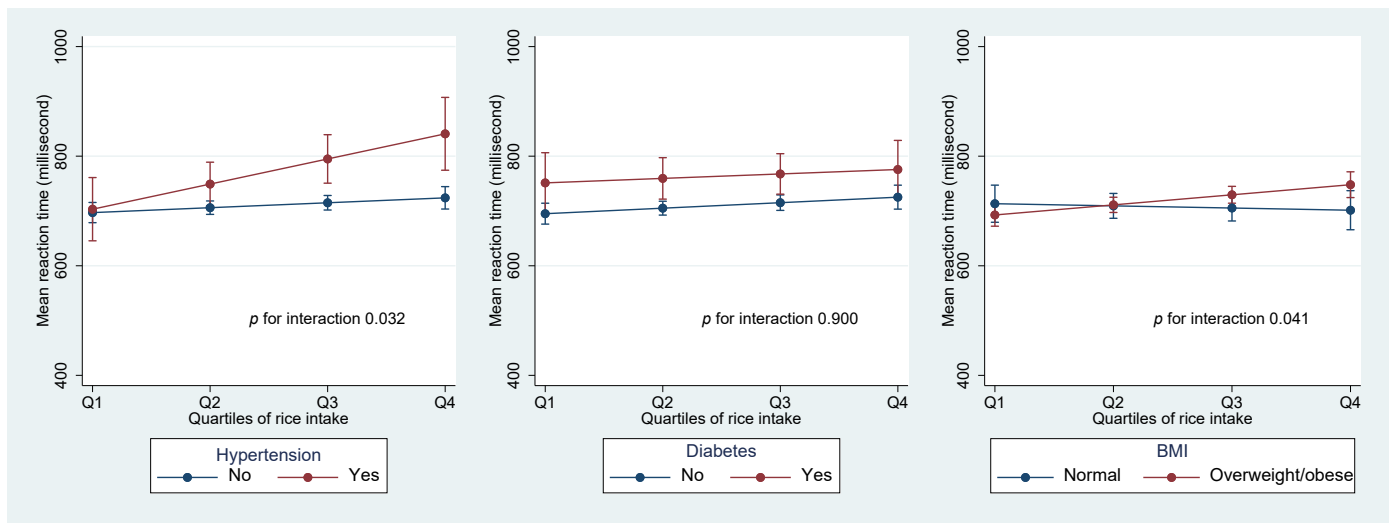 Mean reaction time (millisecond)
1000
800
600
400
p for interaction 0.032
Q1 Q2 Q3 Q4
Quartiles of rice intake
Hypertension
No Yes
Mean reaction time (millisecond)
1000
800
600
400
p for interaction 0.900
Q1 Q2 Q3 Q4
Quartiles of rice intake
Diabetes
No Yes
Mean reaction time (millisecond)
1000
800
600
400
p for interaction 0.041
Q1 Q2 Q3 Q4
Quartiles of rice intake
BMI
Normal Overweight/obese